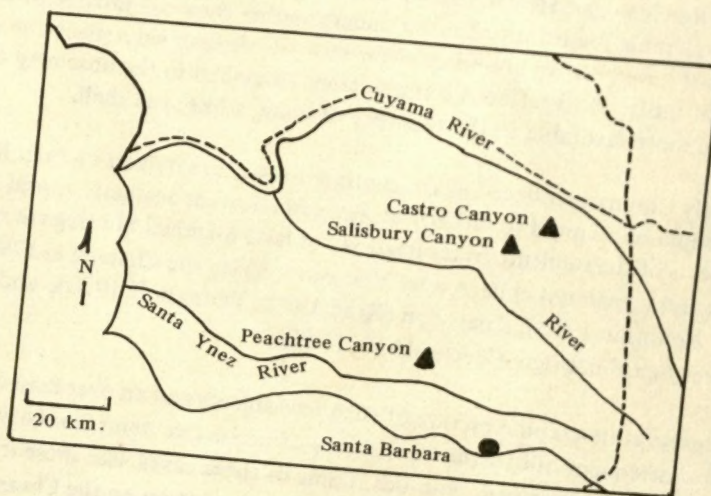 Cuyama River
Castro Canyon
Salisbury Canyon
N
River
Santa Ynez River
Peachtree Canyon
20 km.
Santa Barbara